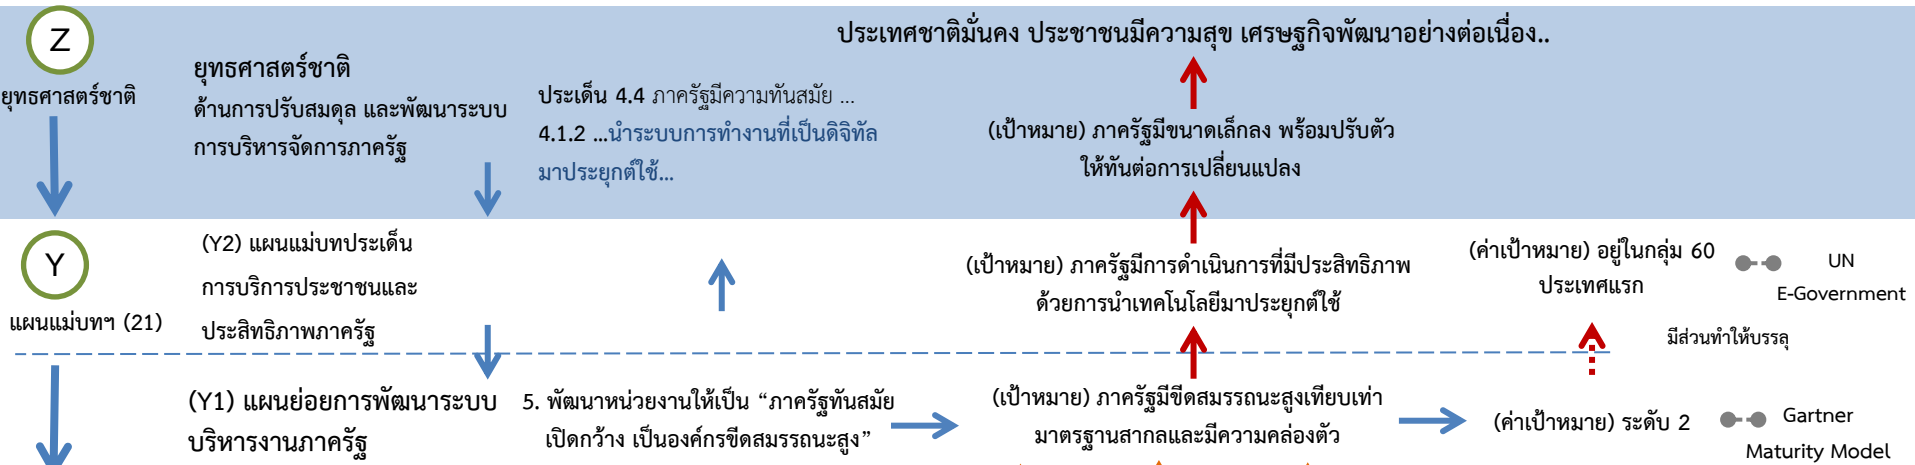 Z
ยุทธศาสตร์ชาติ
ยุทธศาสตร์ชาติ
ด้านการปรับสมดุล และพัฒนาระบบ
การบริหารจัดการภาครัฐ
ประเด็น 4.4 ภาครัฐมีความทันสมัย ...
4.1.2 ...นำระบบการทำงานที่เป็นดิจิทัล
มาประยุกต์ใช้...
ประเทศชาติมั่นคง ประชาชนมีความสุข เศรษฐกิจพัฒนาอย่างต่อเนื่อง..
(เป้าหมาย) ภาครัฐมีขนาดเล็กลง พร้อมปรับตัว
ให้ทันต่อการเปลี่ยนแปลง
Y
แผนแม่บทฯ (21)
(Y2) แผนแม่บทประเด็น
การบริการประชาชนและ
ประสิทธิภาพภาครัฐ
(เป้าหมาย) ภาครัฐมีการดำเนินการที่มีประสิทธิภาพ
ด้วยการนำเทคโนโลยีมาประยุกต์ใช้
(ค่าเป้าหมาย) อยู่ในกลุ่ม 60
ประเทศแรก
UN
E-Government
มีส่วนทำให้บรรลุ
(Y1) แผนย่อยการพัฒนาระบบ
บริหารงานภาครัฐ
5. พัฒนาหน่วยงานให้เป็น “ภาครัฐทันสมัย
เปิดกว้าง เป็นองค์กรขีดสมรรถนะสูง”
(เป้าหมาย) ภาครัฐมีขีดสมรรถนะสูงเทียบเท่า
มาตรฐานสากลและมีความคล่องตัว
(ค่าเป้าหมาย) ระดับ 2
Gartner
Maturity Model